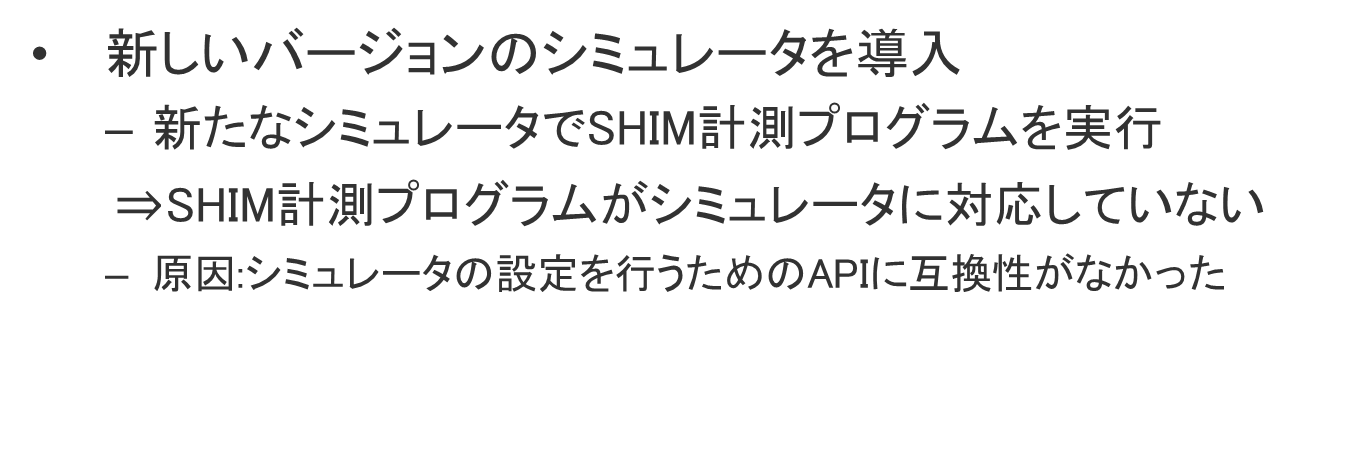 • 新しいバージョンのシミュレータを導入
– 新たなシミュレータでSHIM計測プログラムを実行
⇒SHIM計測プログラムがシミュレータに対応していない
– 原因:シミュレータの設定を行うためのAPIに互換性がなかった